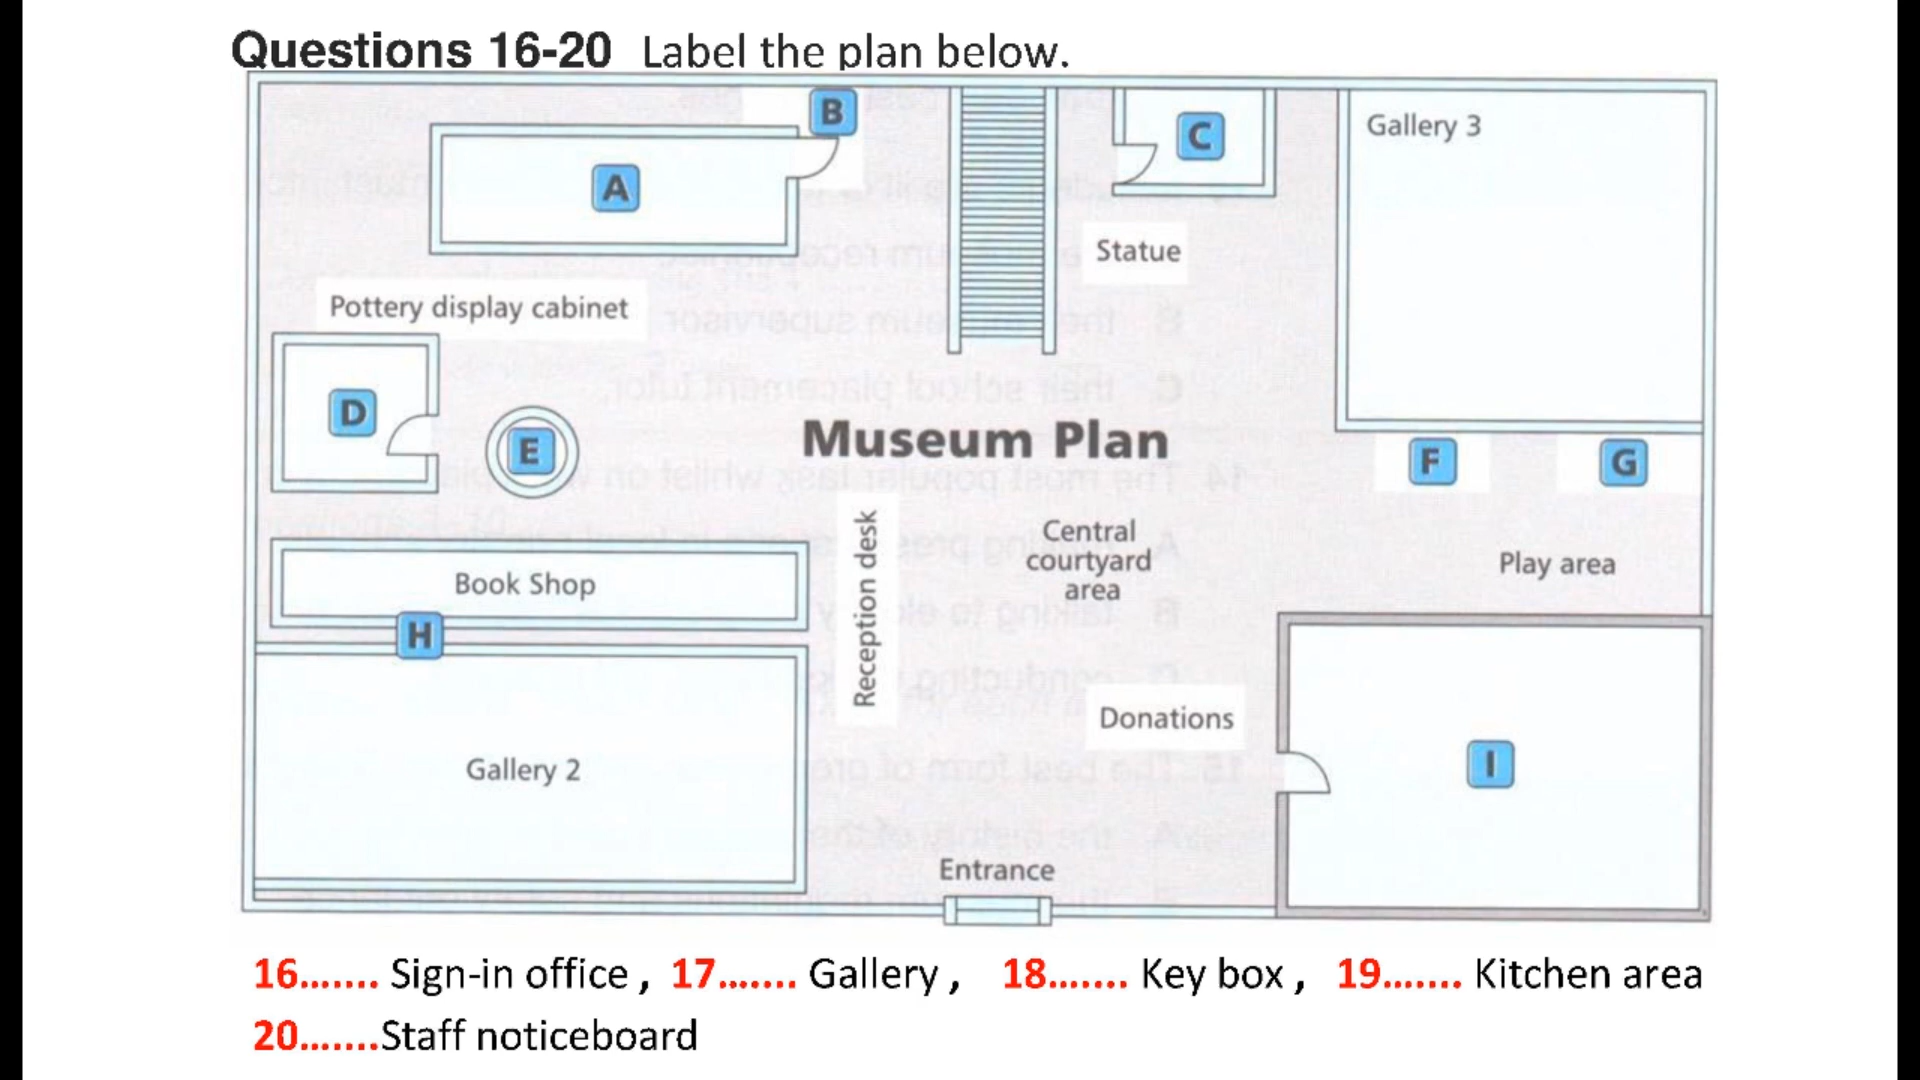 Questions 16-20 Label the plan below.
B
C
Gallery 3
A
Statue
Pottery display cabinet
D
E
Museum Plan
F
G
Reception desk
Central
courtyard
area
Play area
Book Shop
H
Donations
Gallery 2
I
Entrance
16....... Sign-in office , 17....... Gallery , 18....... Key box , 19....... Kitchen area
20.......Staff noticeboard